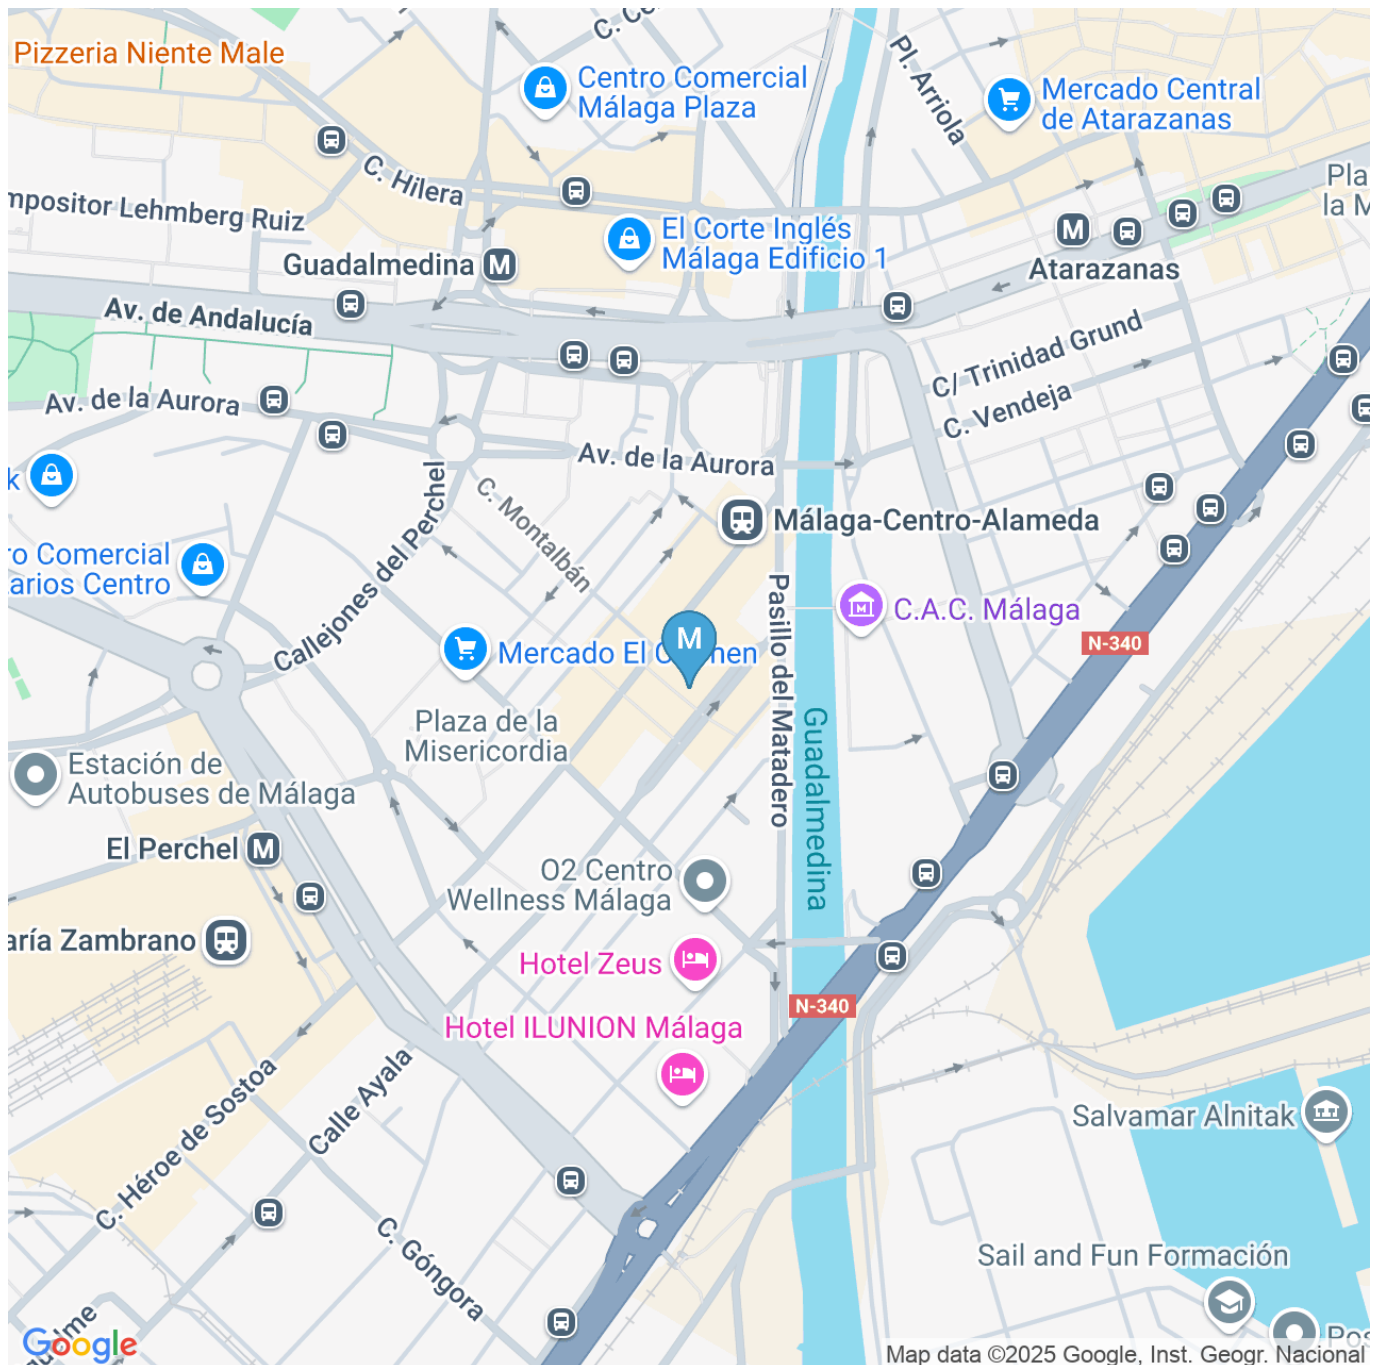 C. Co
Pizzeria Niente Male
Centro Comercial
Málaga Plaza
Pl. Arriola
Mercado Central
de Atarazanas
C. Hilera
Pla
la M
mpositor Lehmberg Ruiz
El Corte Inglés
Málaga Edificio 1
M
Atarazanas
Guadalmedina
M
Av. de Andalucía
C/ Trinidad Grund
C. Vendeja
Av. de la Aurora
Av. de la Aurora
k
C. Montalbán
Málaga-Centro-Alameda
Callejones del Perchel
ro Comercial
Larios Centro
Pasillo del Matadero
C.A.C. Málaga
M
N-340
Mercado El
Plaza de la
Misericordia
Guadalmedina
Estación de
Autobuses de Málaga
El Perchel
M
O2 Centro
Wellness Málaga
aría Zambrano
Hotel Zeus
N-340
Hotel ILUNION Málaga
C. Héroe de Sostoa
Calle Ayala
Salvamar Alnitak
C. Góngora
Sail and Fun Formación
Pos
Google
Map data ©2025 Google, Inst. Geogr. Nacional